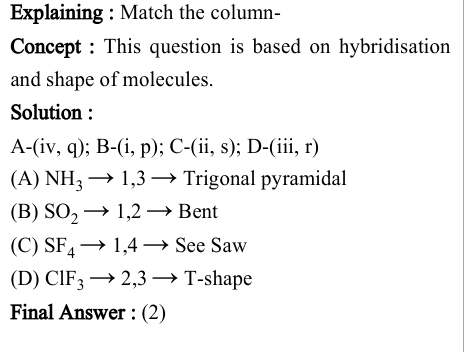 Explaining : Match the column-
Concept : This question is based on hybridisation
and shape of molecules.
Solution :
A-(iv, q); B-(i, p); C-(ii, s); D-(iii, r)
(A) NH₃ → 1,3 → Trigonal pyramidal
(B) SO₂ → 1,2 → Bent
(C) SF₄ → 1,4 → See Saw
(D) ClF₃ → 2,3 → T-shape
Final Answer : (2)